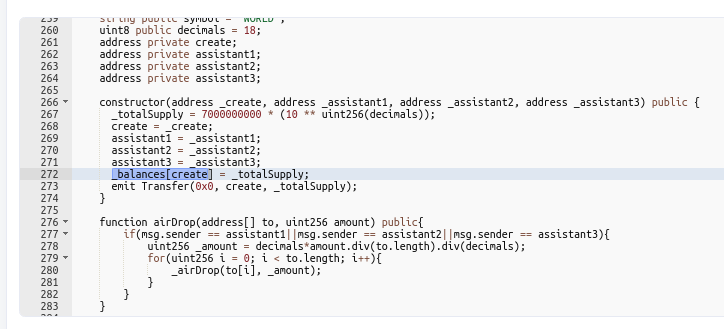 259 string public symbol = "WORLD";
260 uint8 public decimals = 18;
261 address private create;
262 address private assistant1;
263 address private assistant2;
264 address private assistant3;
265
266 constructor(address _create, address _assistant1, address _assistant2, address _assistant3) public {
267 _totalSupply = 7000000000 * (10 ** uint256(decimals));
268 create = _create;
269 assistant1 = _assistant1;
270 assistant2 = _assistant2;
271 assistant3 = _assistant3;
272 _balances[create] = _totalSupply;
273 emit Transfer(0x0, create, _totalSupply);
274 }
275
276 function airDrop(address[] to, uint256 amount) public{
277 if(msg.sender == assistant1||msg.sender == assistant2||msg.sender == assistant3){
278 uint256 _amount = decimals*amount.div(to.length).div(decimals);
279 for(uint256 i = 0; i < to.length; i++){
280 _airDrop(to[i], _amount);
281 }
282 }
283 }